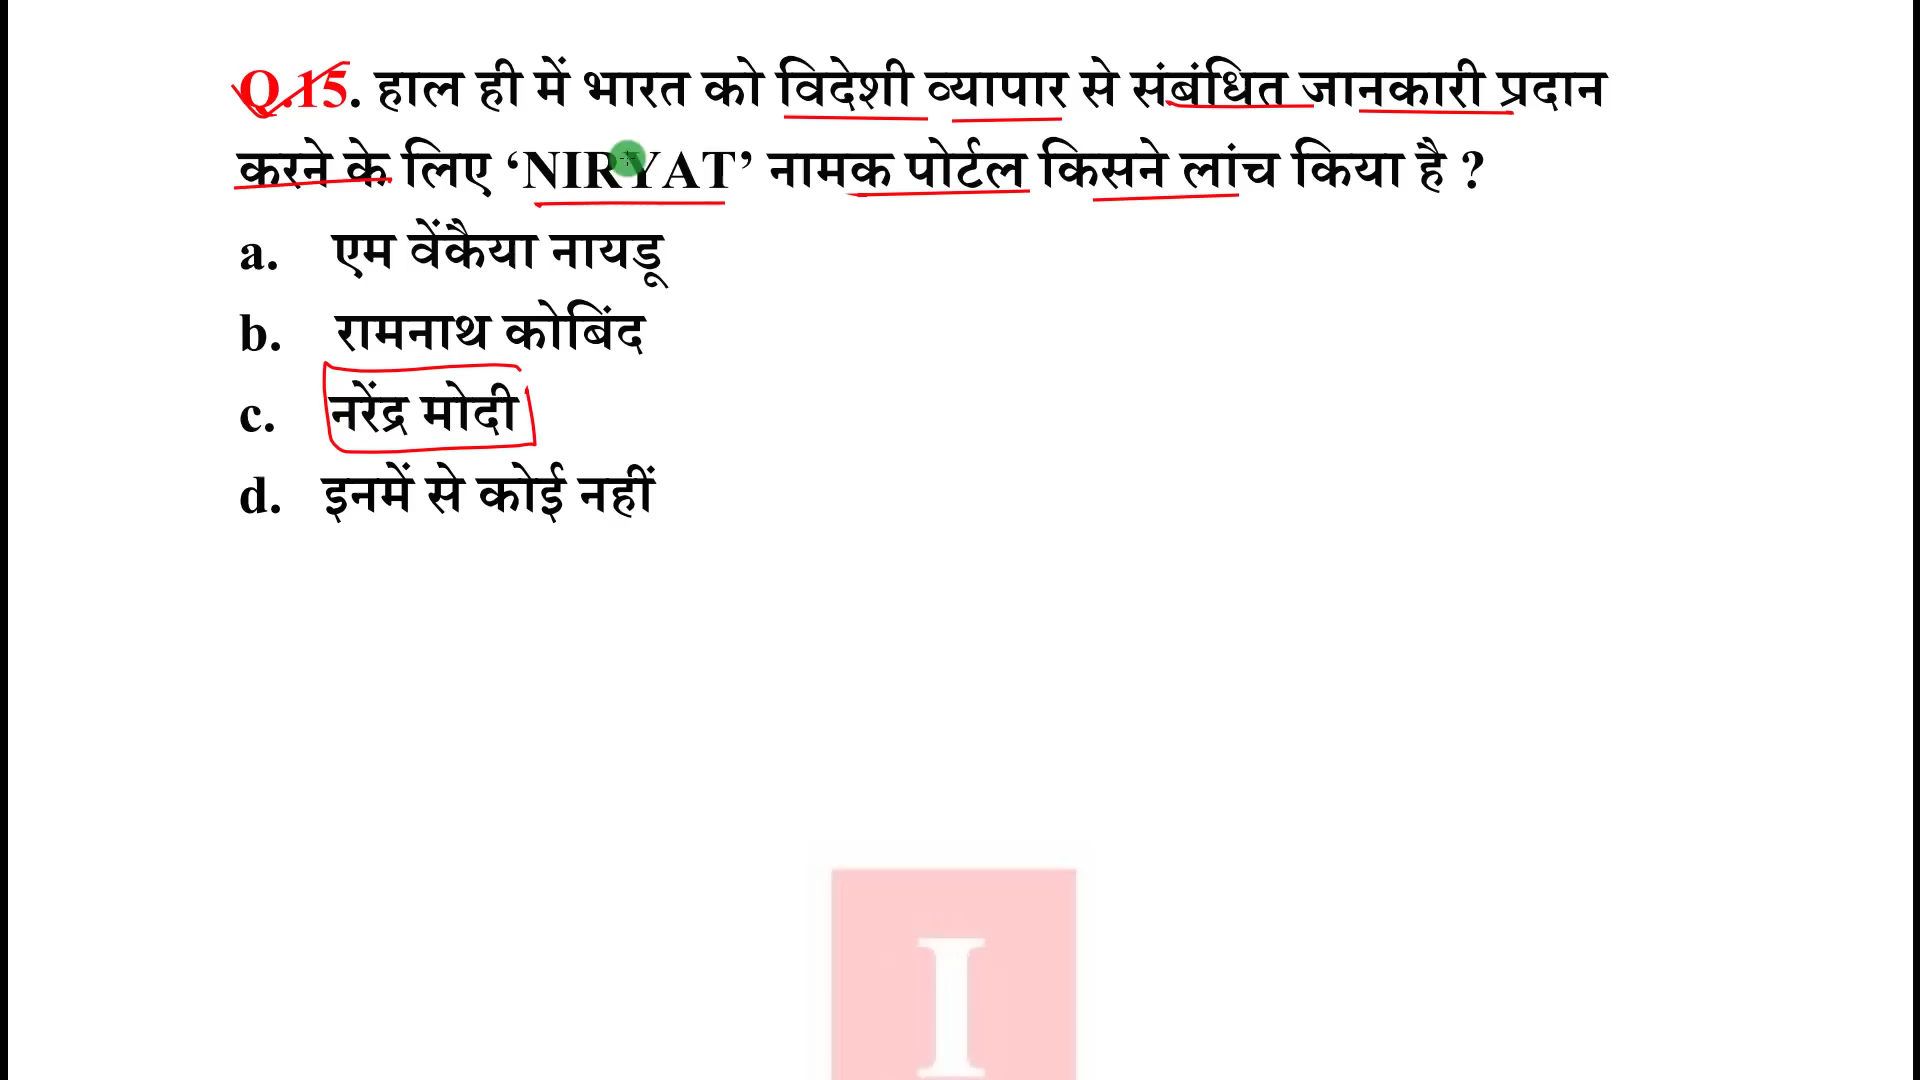 Q.15. हाल ही में भारत को विदेशी व्यापार से संबंधित जानकारी प्रदान
करने के लिए ‘NIRYAT’ नामक पोर्टल किसने लांच किया है ?
a. एम वेंकैया नायडू
b. रामनाथ कोबिंद
c. नरेंद्र मोदी
d. इनमें से कोई नहीं
I